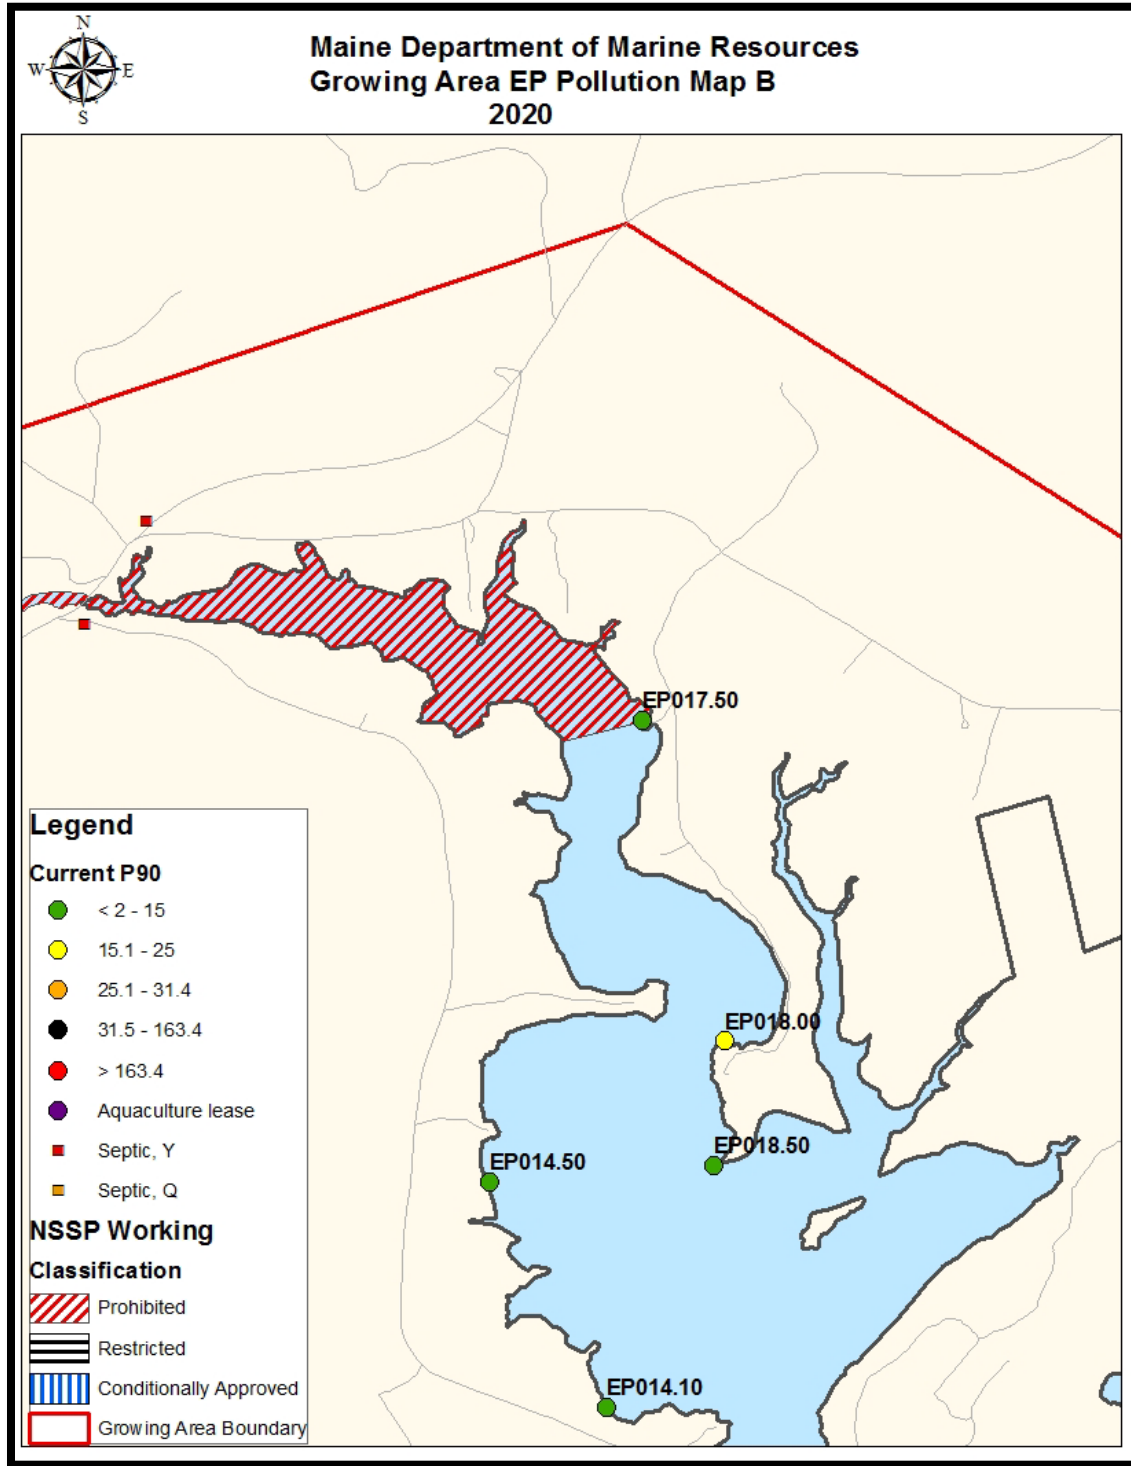 N
W E
S
Maine Department of Marine Resources
Growing Area EP Pollution Map B
2020
EP017.50
EP018.00
EP018.50
EP014.50
EP014.10
Legend
Current P90
< 2 - 15
15.1 - 25
25.1 - 31.4
31.5 - 163.4
> 163.4
Aquaculture lease
Septic, Y
Septic, Q
NSSP Working
Classification
Prohibited
Restricted
Conditionally Approved
Growing Area Boundary